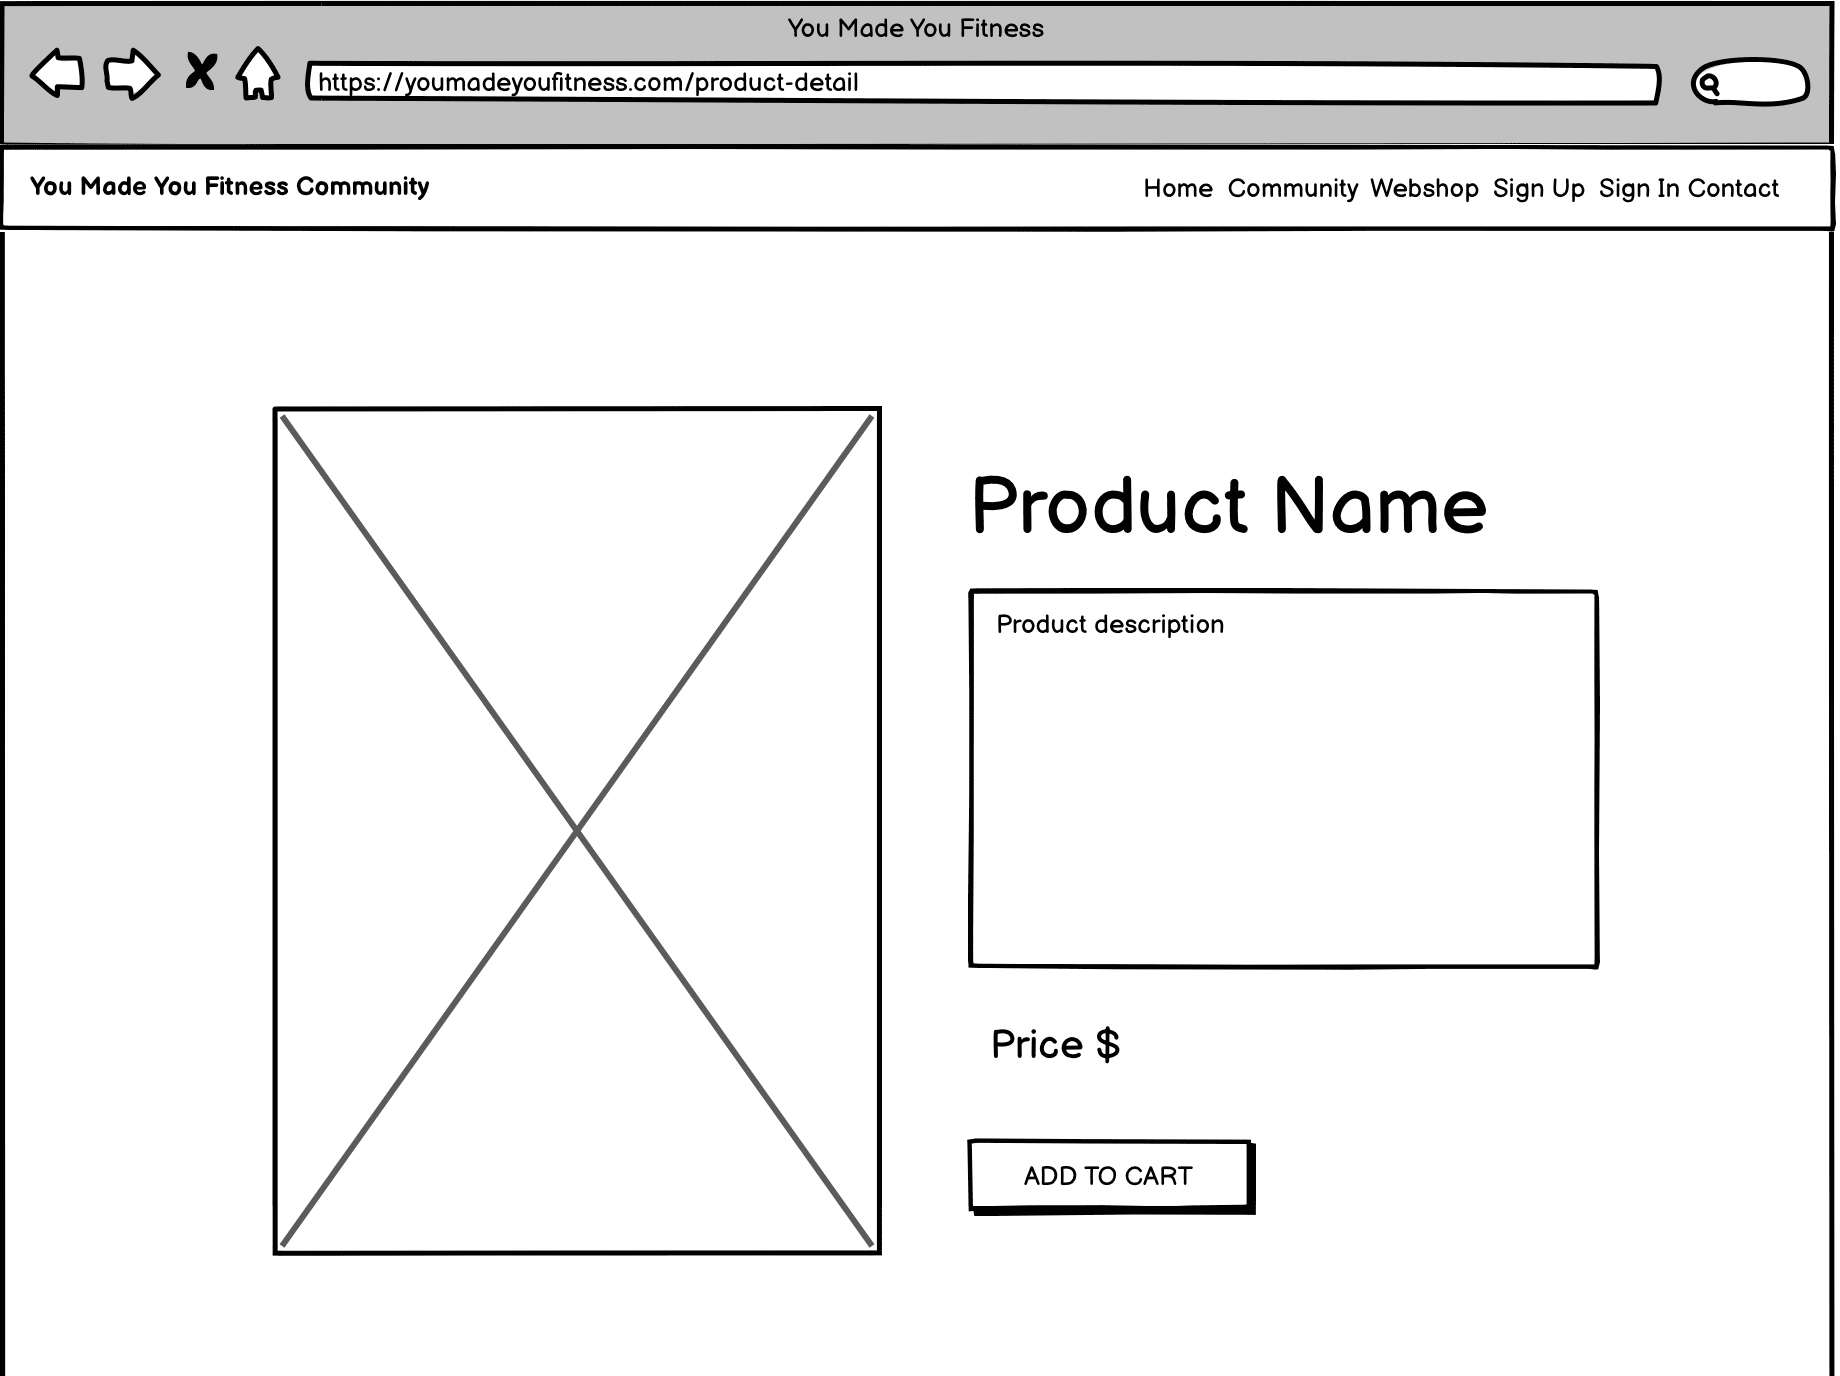 You Made You Fitness
https://youmadeyoufitness.com/product-detail
You Made You Fitness Community
Home Community Webshop Sign Up Sign In Contact
Product Name
Product description
Price $
ADD TO CART